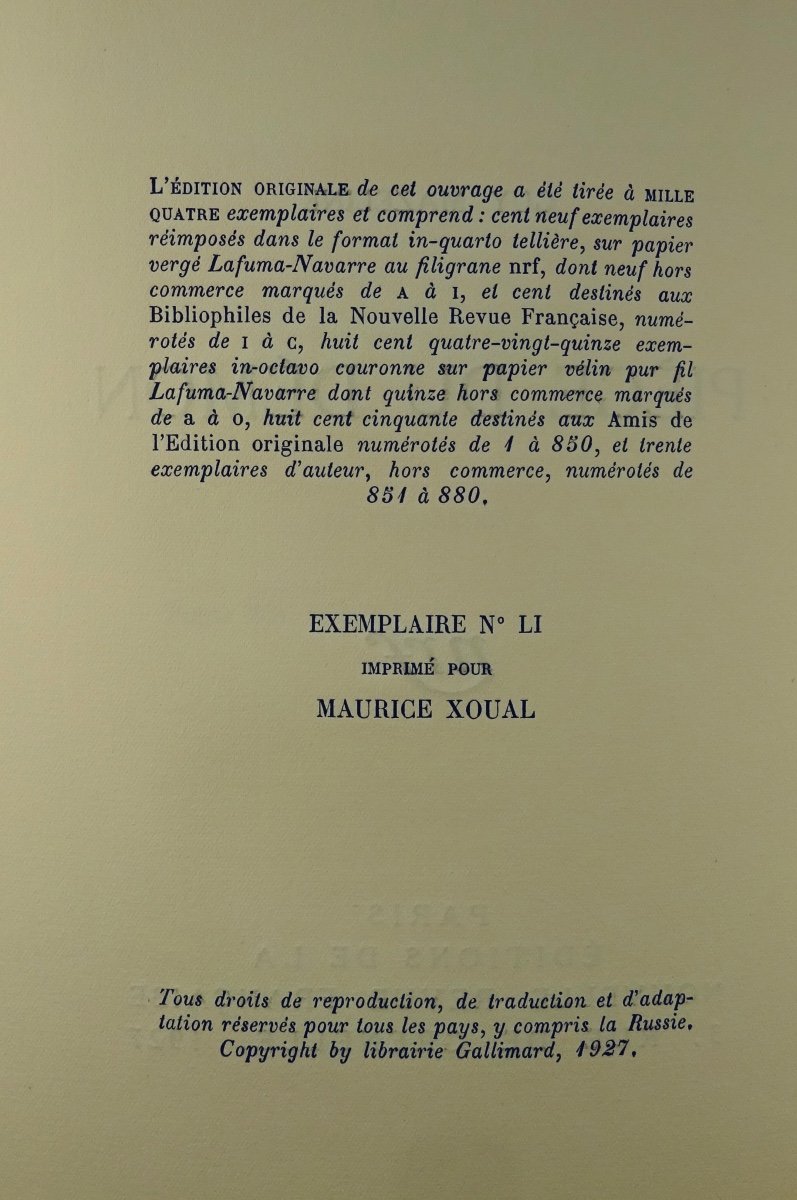 L'ÉDITION ORIGINALE de cet ouvrage a été tirée à MILLE
QUATRE exemplaires et comprend : cent neuf exemplaires
réimposés dans le format in-quarto tellière, sur papier
vergé Lafuma-Navarre au filigrane nrf, dont neuf hors
commerce marqués de A à I, et cent destinés aux
Bibliophiles de la Nouvelle Revue Française, numé-
rotés de I à C, huit cent quatre-vingt-quinze exem-
plaires in-octavo couronne sur papier vélin pur fil
Lafuma-Navarre dont quinze hors commerce marqués
de a à o, huit cent cinquante destinés aux Amis de
l'Edition originale numérotés de 1 à 850, et trente
exemplaires d'auteur, hors commerce, numérotés de
851 à 880.
EXEMPLAIRE N° LI
IMPRIMÉ POUR
MAURICE XOUAL
Tous droits de reproduction, de traduction et d'adap-
tation réservés pour tous les pays, y compris la Russie.
Copyright by librairie Gallimard, 1927.